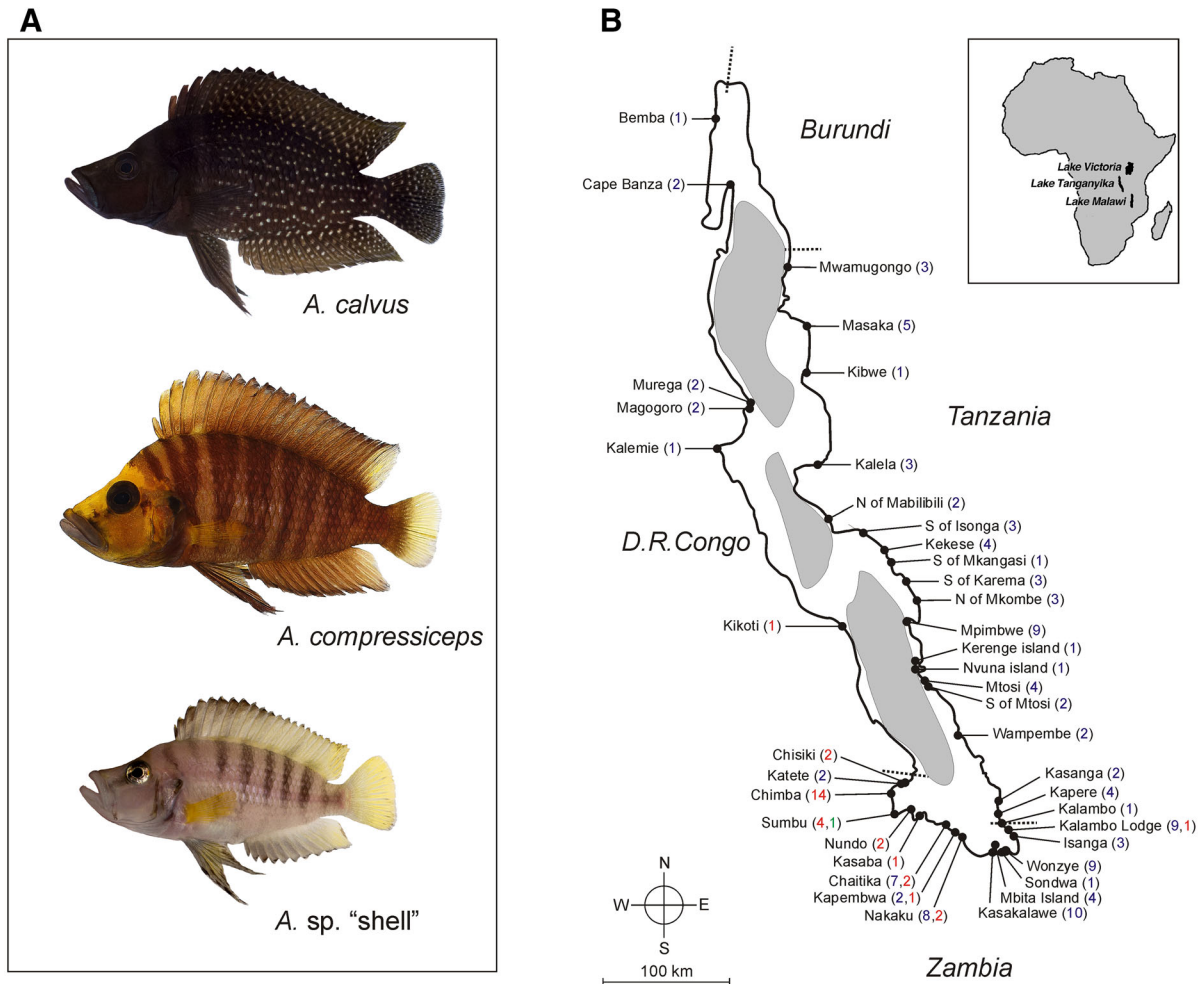 A
A. calvus
A. compressiceps
A. sp. “shell”
B
Burundi
Tanzania
D.R.Congo
Zambia
Bemba (1)
Cape Banza (2)
Mwamugongo (3)
Masaka (5)
Kibwe (1)
Murega (2)
Magogoro (2)
Kalemie (1)
Kalela (3)
N of Mabilibili (2)
S of Isonga (3)
Kekese (4)
S of Mkangasi (1)
S of Karema (3)
N of Mkombe (3)
Kikoti (1)
Mpimbwe (9)
Kerenge island (1)
Nvuna island (1)
Mtosi (4)
S of Mtosi (2)
Wampembe (2)
Chisiki (2)
Katete (2)
Chimba (14)
Sumbu (4,1)
Nundo (2)
Kasaba (1)
Chaitika (7,2)
Kapembwa (2,1)
Nakaku (8,2)
Kasanga (2)
Kapere (4)
Kalambo (1)
Kalambo Lodge (9,1)
Isanga (3)
Wonzye (9)
Sondwa (1)
Mbita Island (4)
Kasakalawe (10)
N
W
E
S
100 km
Lake Victoria
Lake Tanganyika
Lake Malawi